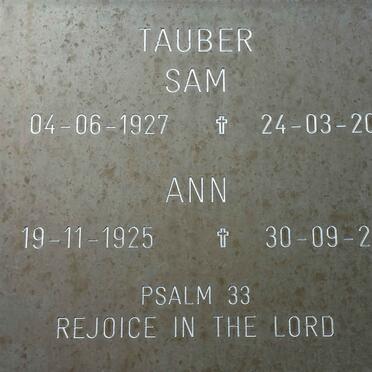 TAUBER
SAM
04-06-1927 ✝ 24-03-20
ANN
19-11-1925 ✝ 30-09-2
PSALM 33
REJOICE IN THE LORD